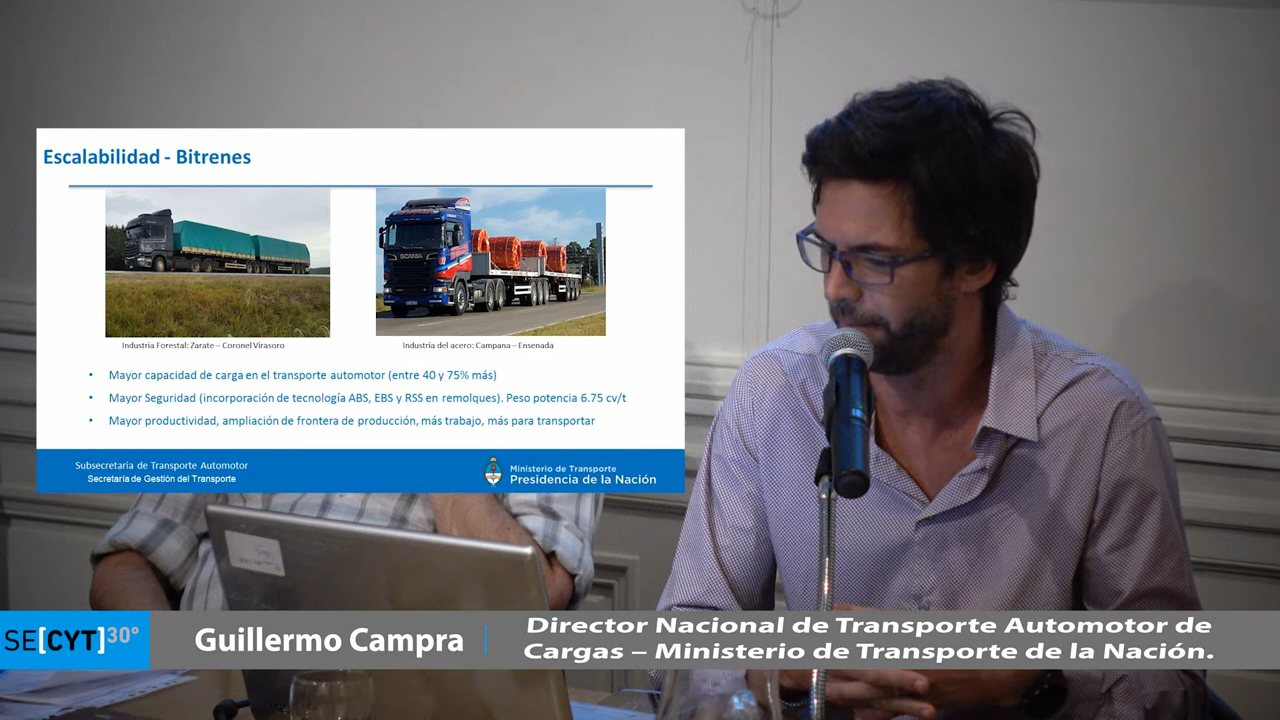 Escalabilidad - Bitrenes
SCANIA
Industria Forestal: Zarate – Coronel Virasoro
Industria del acero: Campana – Ensenada
• Mayor capacidad de carga en el transporte automotor (entre 40 y 75% más)
• Mayor Seguridad (incorporación de tecnología ABS, EBS y RSS en remolques). Peso potencia 6.75 cv/t
• Mayor productividad, ampliación de frontera de producción, más trabajo, más para transportar
Subsecretaria de Transporte Automotor
Secretaria de Gestión del Transporte
Ministerio de Transporte
Presidencia de la Nación
SE[CYT]30º
Guillermo Campra
Director Nacional de Transporte Automotor de
Cargas – Ministerio de Transporte de la Nación.